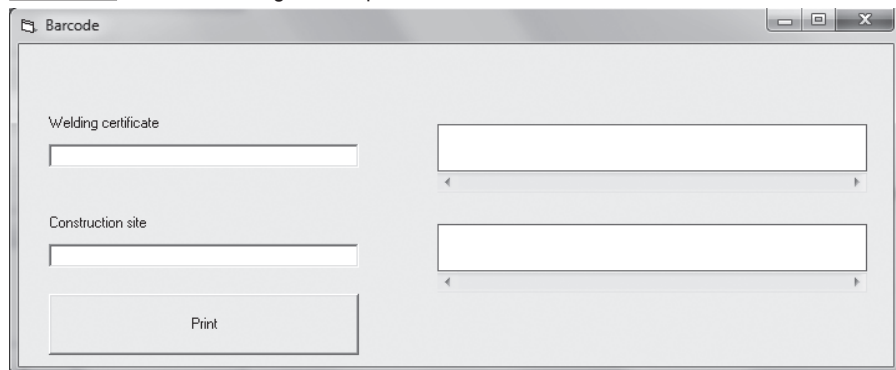 Barcode
Welding certificate
Construction site
Print